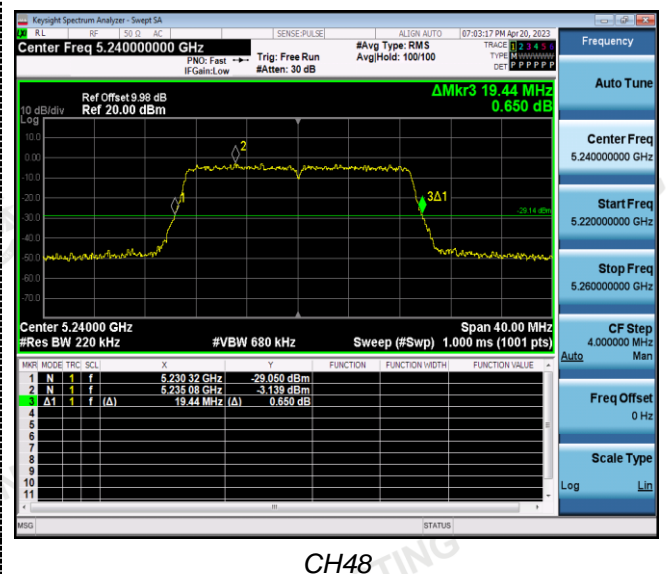 Keysight Spectrum Analyzer - Swept SA
RL RF 50 Ω AC SENSE:PULSE ALIGN AUTO 07:03:17 PM Apr 20, 2023
Center Freq 5.240000000 GHz
PNO: Fast Trig: Free Run #Avg Type: RMS TRACE 1 2 3 4 5 6
IFGain:Low #Atten: 30 dB Avg|Hold: 100/100 TYPE M WWWWW
DET P P P P P P
Ref Offset 9.98 dB ΔMkr3 19.44 MHz
10 dB/div Ref 20.00 dBm 0.650 dB
Log
10.0
0.00
-10.0
-20.0
-30.0
-40.0
-50.0
-60.0
-70.0
2
3Δ1
-29.14 dBm
Center 5.24000 GHz Span 40.00 MHz
#Res BW 220 kHz #VBW 680 kHz Sweep (#Swp) 1.000 ms (1001 pts)
MKR MODE TRC SCL X Y FUNCTION FUNCTION WIDTH FUNCTION VALUE
1 N 1 f 5.230 32 GHz -29.050 dBm
2 N 1 f 5.235 08 GHz -3.139 dBm
3 Δ1 1 f (Δ) 19.44 MHz (Δ) 0.650 dB
4
5
6
7
8
9
10
11
MSG STATUS
Frequency
Auto Tune
Center Freq
5.240000000 GHz
Start Freq
5.220000000 GHz
Stop Freq
5.260000000 GHz
CF Step
4.000000 MHz
Auto Man
Freq Offset
0 Hz
Scale Type
Log Lin
CH48